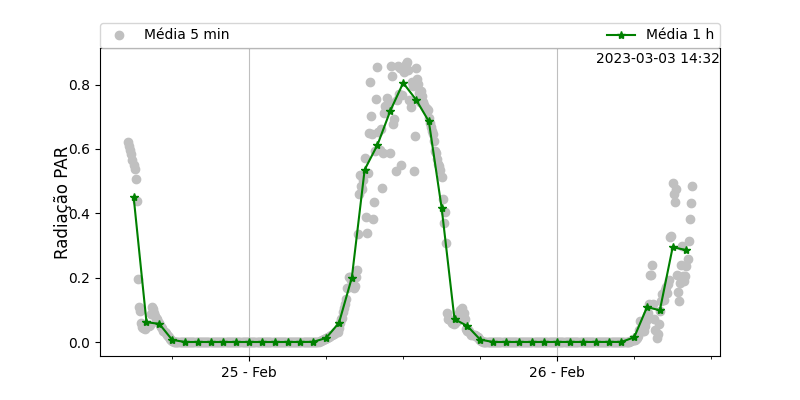 Média 5 min
Média 1 h
2023-03-03 14:32
Radiação PAR
0.8
0.6
0.4
0.2
0.0
25 - Feb
26 - Feb